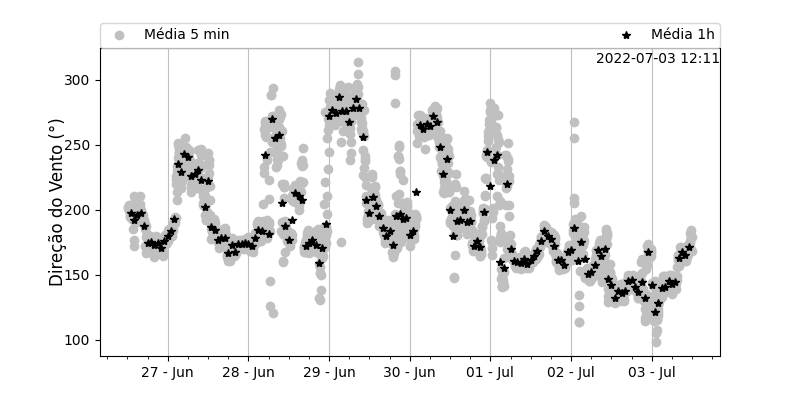 Média 5 min
Média 1h
2022-07-03 12:11
Direção do Vento (°)
300
250
200
150
100
27 - Jun
28 - Jun
29 - Jun
30 - Jun
01 - Jul
02 - Jul
03 - Jul